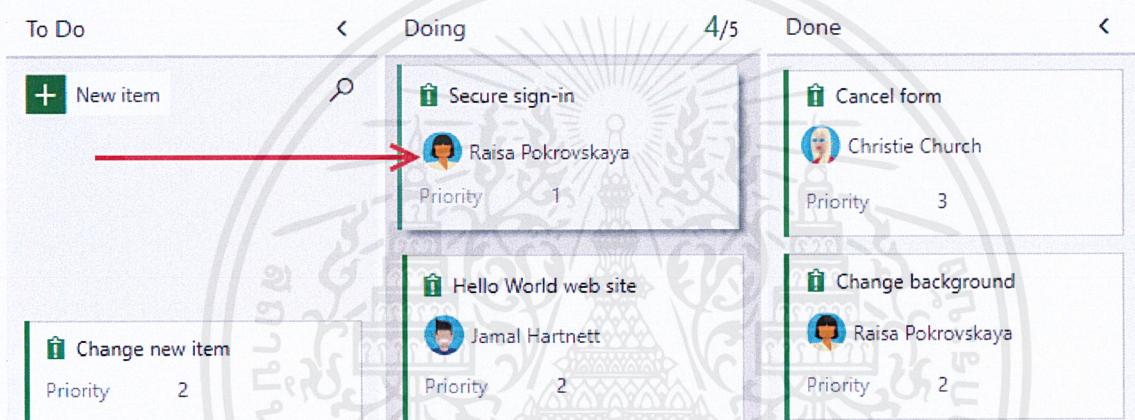 To Do
New item
Change new item
Priority 2
Doing 4/5
Secure sign-in
Raisa Pokrovskaya
Priority 1
Hello World web site
Jamal Hartnett
Priority 2
Done
Cancel form
Christie Church
Priority 3
Change background
Raisa Pokrovskaya
Priority 2